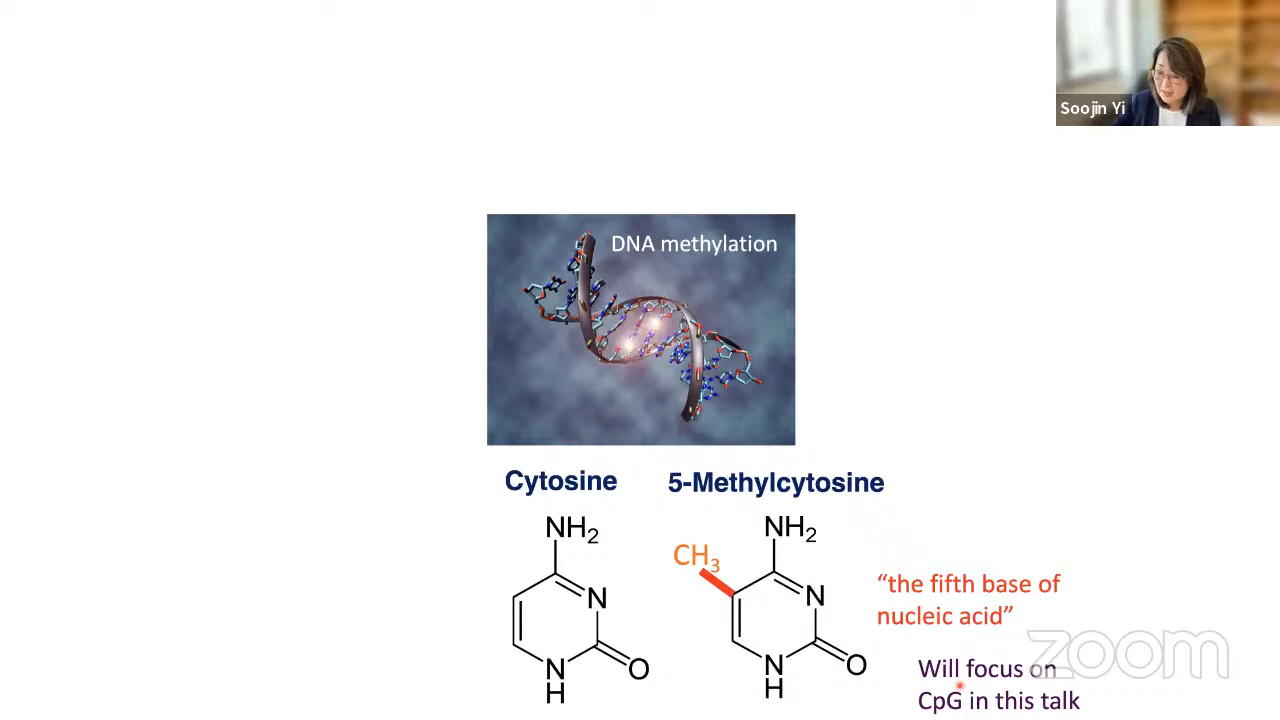 Soojin Yi
DNA methylation
Cytosine
5-Methylcytosine
NH2
N
O
N
H
CH3
NH2
N
O
N
H
“the fifth base of
nucleic acid”
zoom
Will focus on
CpG in this talk